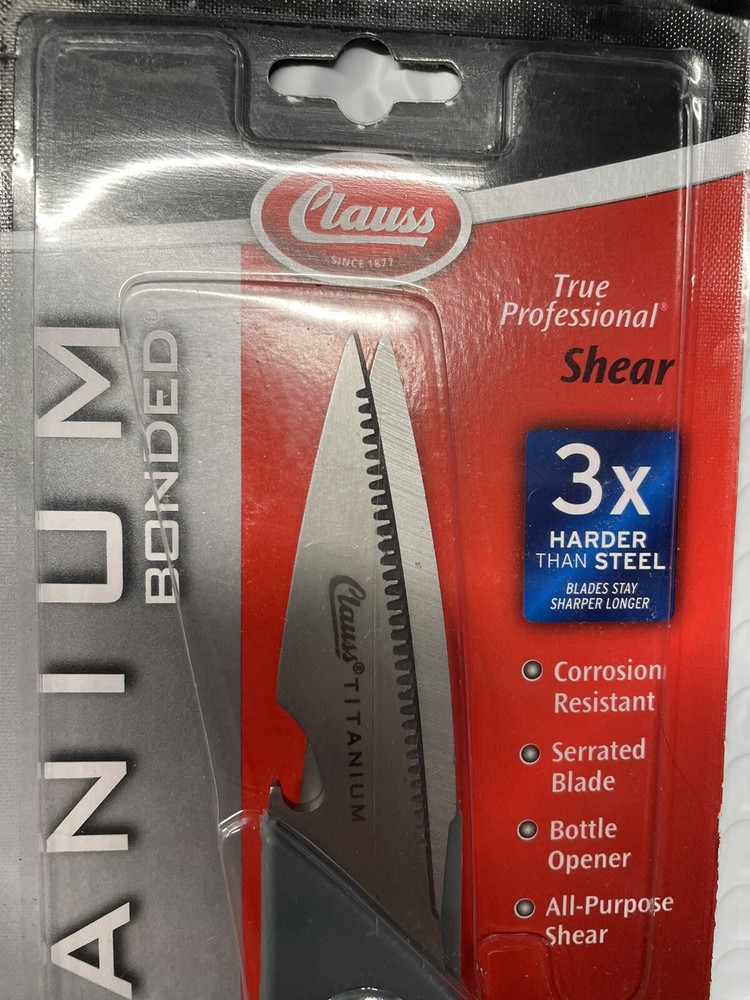 Clauss
SINCE 1877
True
Professional®
Shear
3x
HARDER
THAN STEEL
BLADES STAY
SHARPER LONGER
Corrosion
Resistant
Serrated
Blade
Bottle
Opener
All-Purpose
Shear
ANIUM
BONDED®
Clauss® TITANIUM